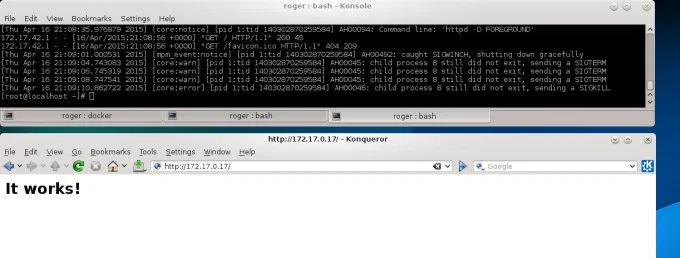 roger : bash - Konsole
File Edit View Bookmarks Settings Help
[Thu Apr 16 21:08:35.976879 2015] [core:notice] [pid 1:tid 140302870259584] AH00094: Command line: 'httpd -D FOREGROUND'
172.17.42.1 - - [16/Apr/2015:21:08:56 +0000] "GET / HTTP/1.1" 200 45
172.17.42.1 - - [16/Apr/2015:21:08:56 +0000] "GET /favicon.ico HTTP/1.1" 404 209
[Thu Apr 16 21:09:01.000531 2015] [mpm_event:notice] [pid 1:tid 140302870259584] AH00492: caught SIGWINCH, shutting down gracefully
[Thu Apr 16 21:09:04.743083 2015] [core:warn] [pid 1:tid 140302870259584] AH00045: child process 8 still did not exit, sending a SIGTERM
[Thu Apr 16 21:09:06.745319 2015] [core:warn] [pid 1:tid 140302870259584] AH00045: child process 8 still did not exit, sending a SIGTERM
[Thu Apr 16 21:09:08.747541 2015] [core:warn] [pid 1:tid 140302870259584] AH00045: child process 8 still did not exit, sending a SIGTERM
[Thu Apr 16 21:09:10.862722 2015] [core:error] [pid 1:tid 140302870259584] AH00046: child process 8 still did not exit, sending a SIGKILL
[root@localhost ~]#
roger : docker roger : bash roger : bash
http://172.17.0.17/ - Konqueror
File Edit View Go Bookmarks Tools Settings Window Help
http://172.17.0.17/ Google
It works!